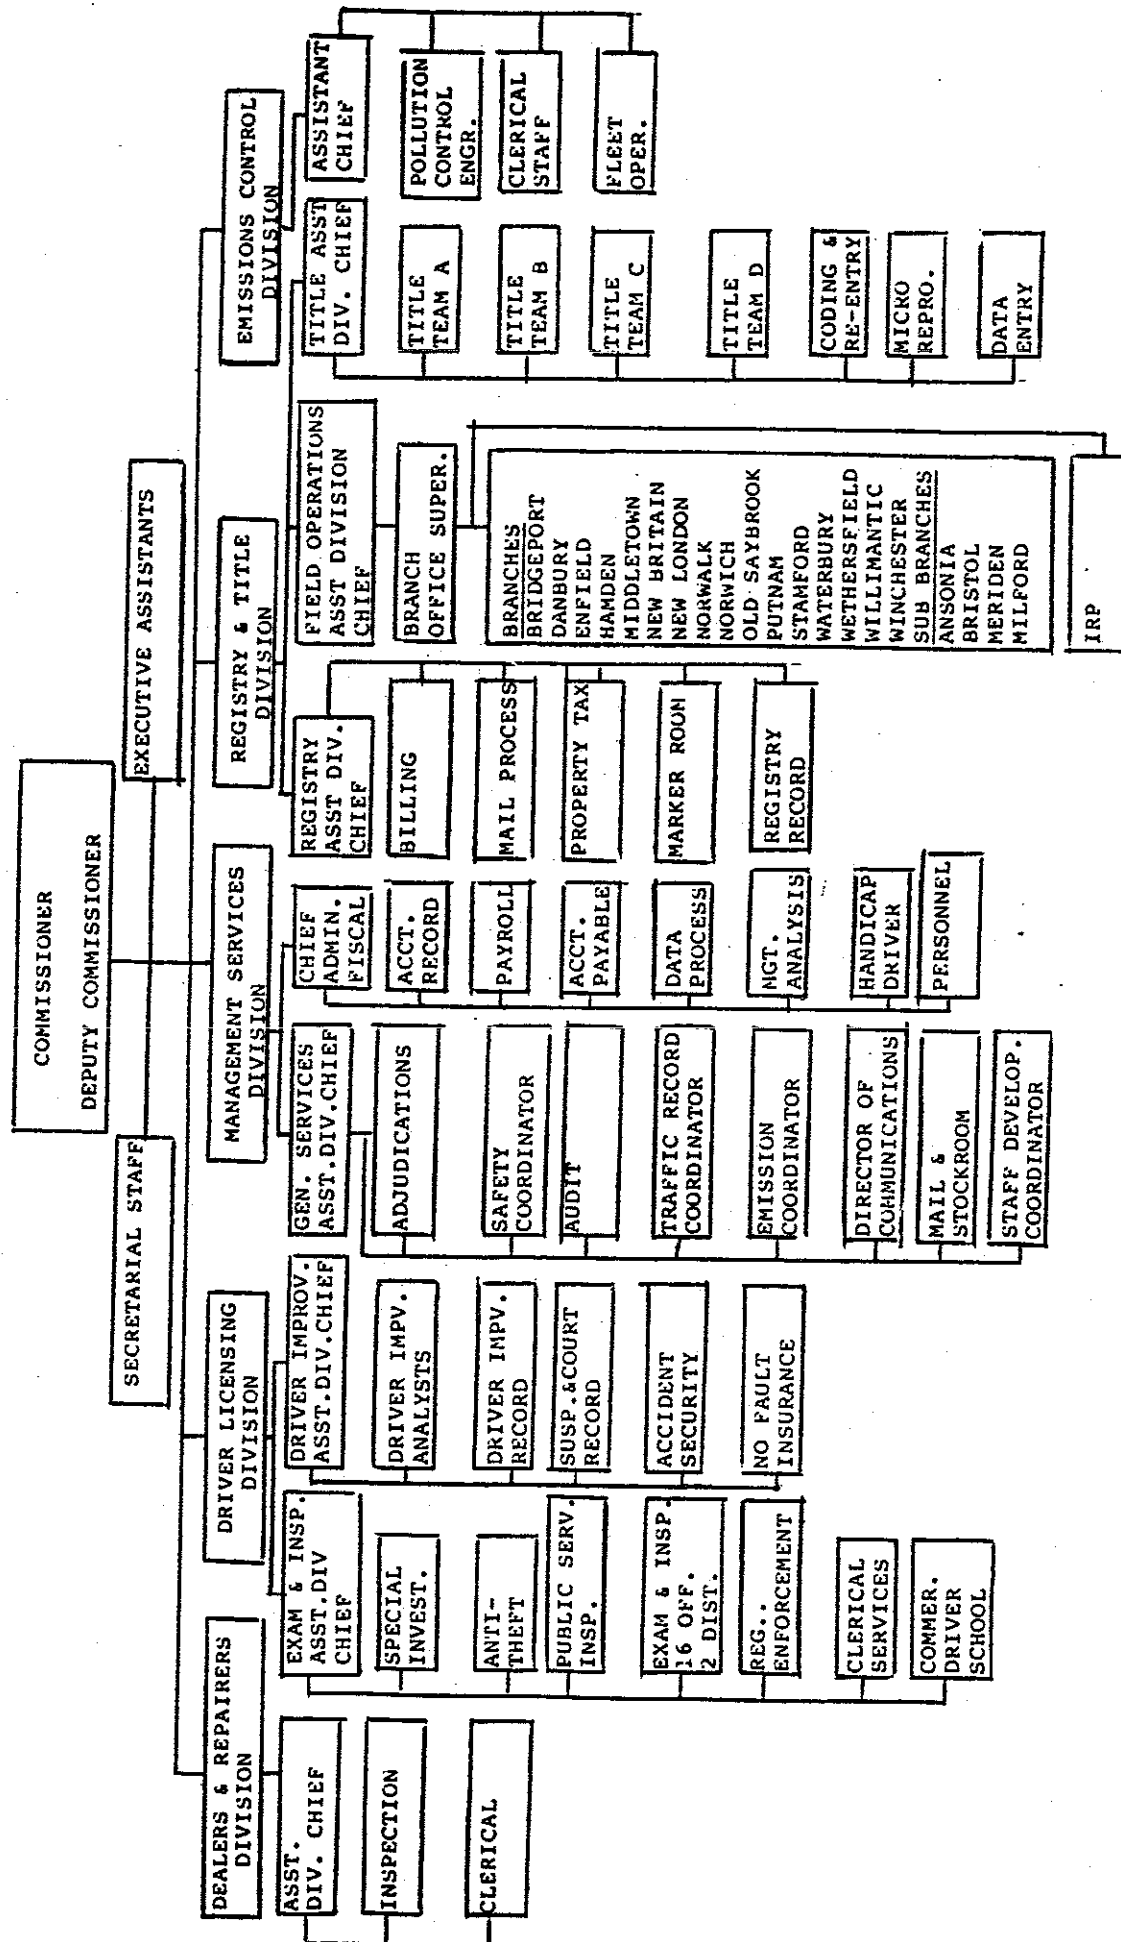 COMMISSIONER
DEPUTY COMMISSIONER
SECRETARIAL STAFF
EXECUTIVE ASSISTANTS
DEALERS & REPAIRERS
DIVISION
DRIVER LICENSING
DIVISION
MANAGEMENT SERVICES
DIVISION
REGISTRY & TITLE
DIVISION
EMISSIONS CONTROL
DIVISION
ASST.
DIV. CHIEF
INSPECTION
CLERICAL
EXAM & INSP.
ASST.DIV
CHIEF
SPECIAL
INVEST.
ANTI-
THEFT
PUBLIC SERV.
INSP.
EXAM & INSP.
16 OFF.
2 DIST.
REG..
ENFORCEMENT
CLERICAL
SERVICES
COMMER.
DRIVER
SCHOOL
DRIVER IMPROV.
ASST.DIV.CHIEF
DRIVER IMPV.
ANALYSTS
DRIVER IMPV.
RECORD
SUSP.&COURT
RECORD
ACCIDENT
SECURITY
NO FAULT
INSURANCE
GEN. SERVICES
ASST.DIV.CHIEF
ADJUDICATIONS
SAFETY
COORDINATOR
AUDIT
TRAFFIC RECORD
COORDINATOR
EMISSION
COORDINATOR
DIRECTOR OF
COMMUNICATIONS
MAIL &
STOCKROOM
STAFF DEVELOP.
COORDINATOR
CHIEF
ADMIN.
FISCAL
ACCT.
RECORD
PAYROLL
ACCT.
PAYABLE
DATA
PROCESS
MGT.
ANALYSIS
HANDICAP
DRIVER
PERSONNEL
REGISTRY
ASST DIV.
CHIEF
BILLING
MAIL PROCESS
PROPERTY TAX
MARKER ROOM
REGISTRY
RECORD
FIELD OPERATIONS
ASST DIVISION
CHIEF
BRANCH
OFFICE SUPER.
BRANCHES
BRIDGEPORT
DANBURY
ENFIELD
HAMDEN
MIDDLETOWN
NEW BRITAIN
NEW LONDON
NORWALK
NORWICH
OLD SAYBROOK
PUTNAM
STAMFORD
WATERBURY
WETHERSFIELD
WILLIMANTIC
WINCHESTER
SUB BRANCHES
ANSONIA
BRISTOL
MERIDEN
MILFORD
IRP
TITLE ASST
DIV. CHIEF
TITLE
TEAM A
TITLE
TEAM B
TITLE
TEAM C
TITLE
TEAM D
CODING &
RE-ENTRY
MICRO
REPRO.
DATA
ENTRY
ASSISTANT
CHIEF
POLLUTION
CONTROL
ENGR.
CLERICAL
STAFF
FLEET
OPER.